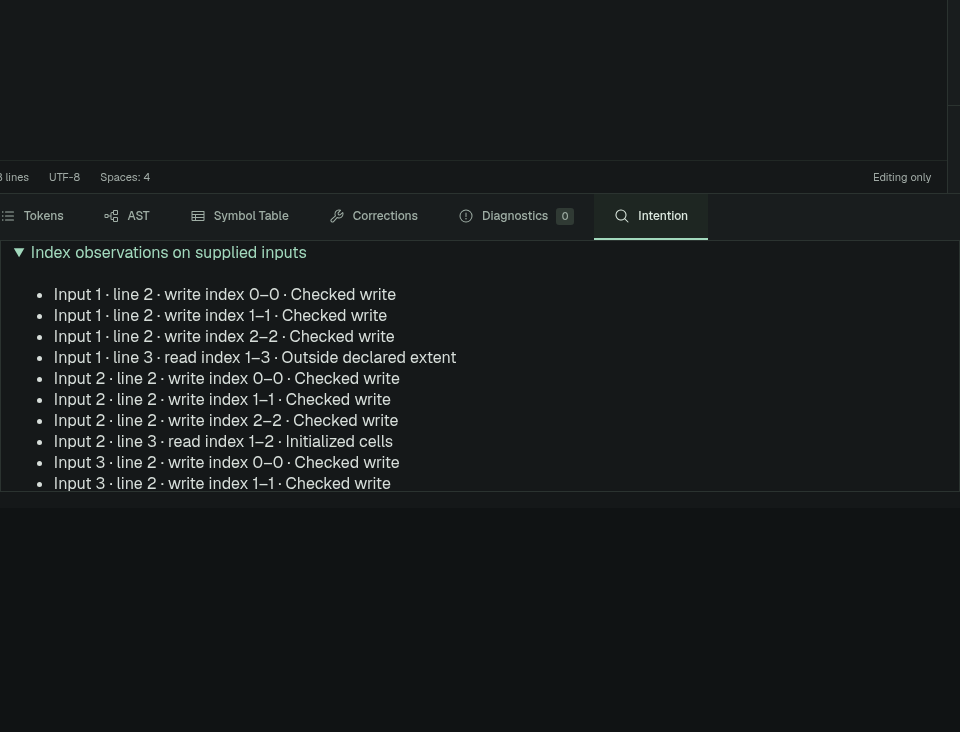 lines UTF-8 Spaces: 4 Editing only
Tokens AST Symbol Table Corrections Diagnostics 0 Intention
▼ Index observations on supplied inputs
• Input 1 · line 2 · write index 0–0 · Checked write
• Input 1 · line 2 · write index 1–1 · Checked write
• Input 1 · line 2 · write index 2–2 · Checked write
• Input 1 · line 3 · read index 1–3 · Outside declared extent
• Input 2 · line 2 · write index 0–0 · Checked write
• Input 2 · line 2 · write index 1–1 · Checked write
• Input 2 · line 2 · write index 2–2 · Checked write
• Input 2 · line 3 · read index 1–2 · Initialized cells
• Input 3 · line 2 · write index 0–0 · Checked write
• Input 3 · line 2 · write index 1–1 · Checked write